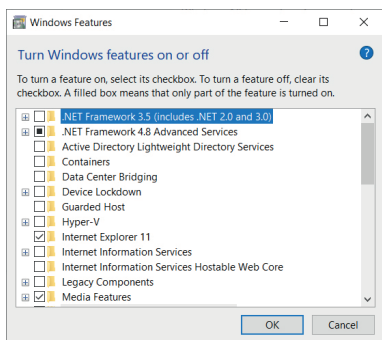 Windows Features
Turn Windows features on or off
?
To turn a feature on, select its checkbox. To turn a feature off, clear its
checkbox. A filled box means that only part of the feature is turned on.
.NET Framework 3.5 (includes .NET 2.0 and 3.0)
.NET Framework 4.8 Advanced Services
Active Directory Lightweight Directory Services
Containers
Data Center Bridging
Device Lockdown
Guarded Host
Hyper-V
Internet Explorer 11
Internet Information Services
Internet Information Services Hostable Web Core
Legacy Components
Media Features
OK
Cancel